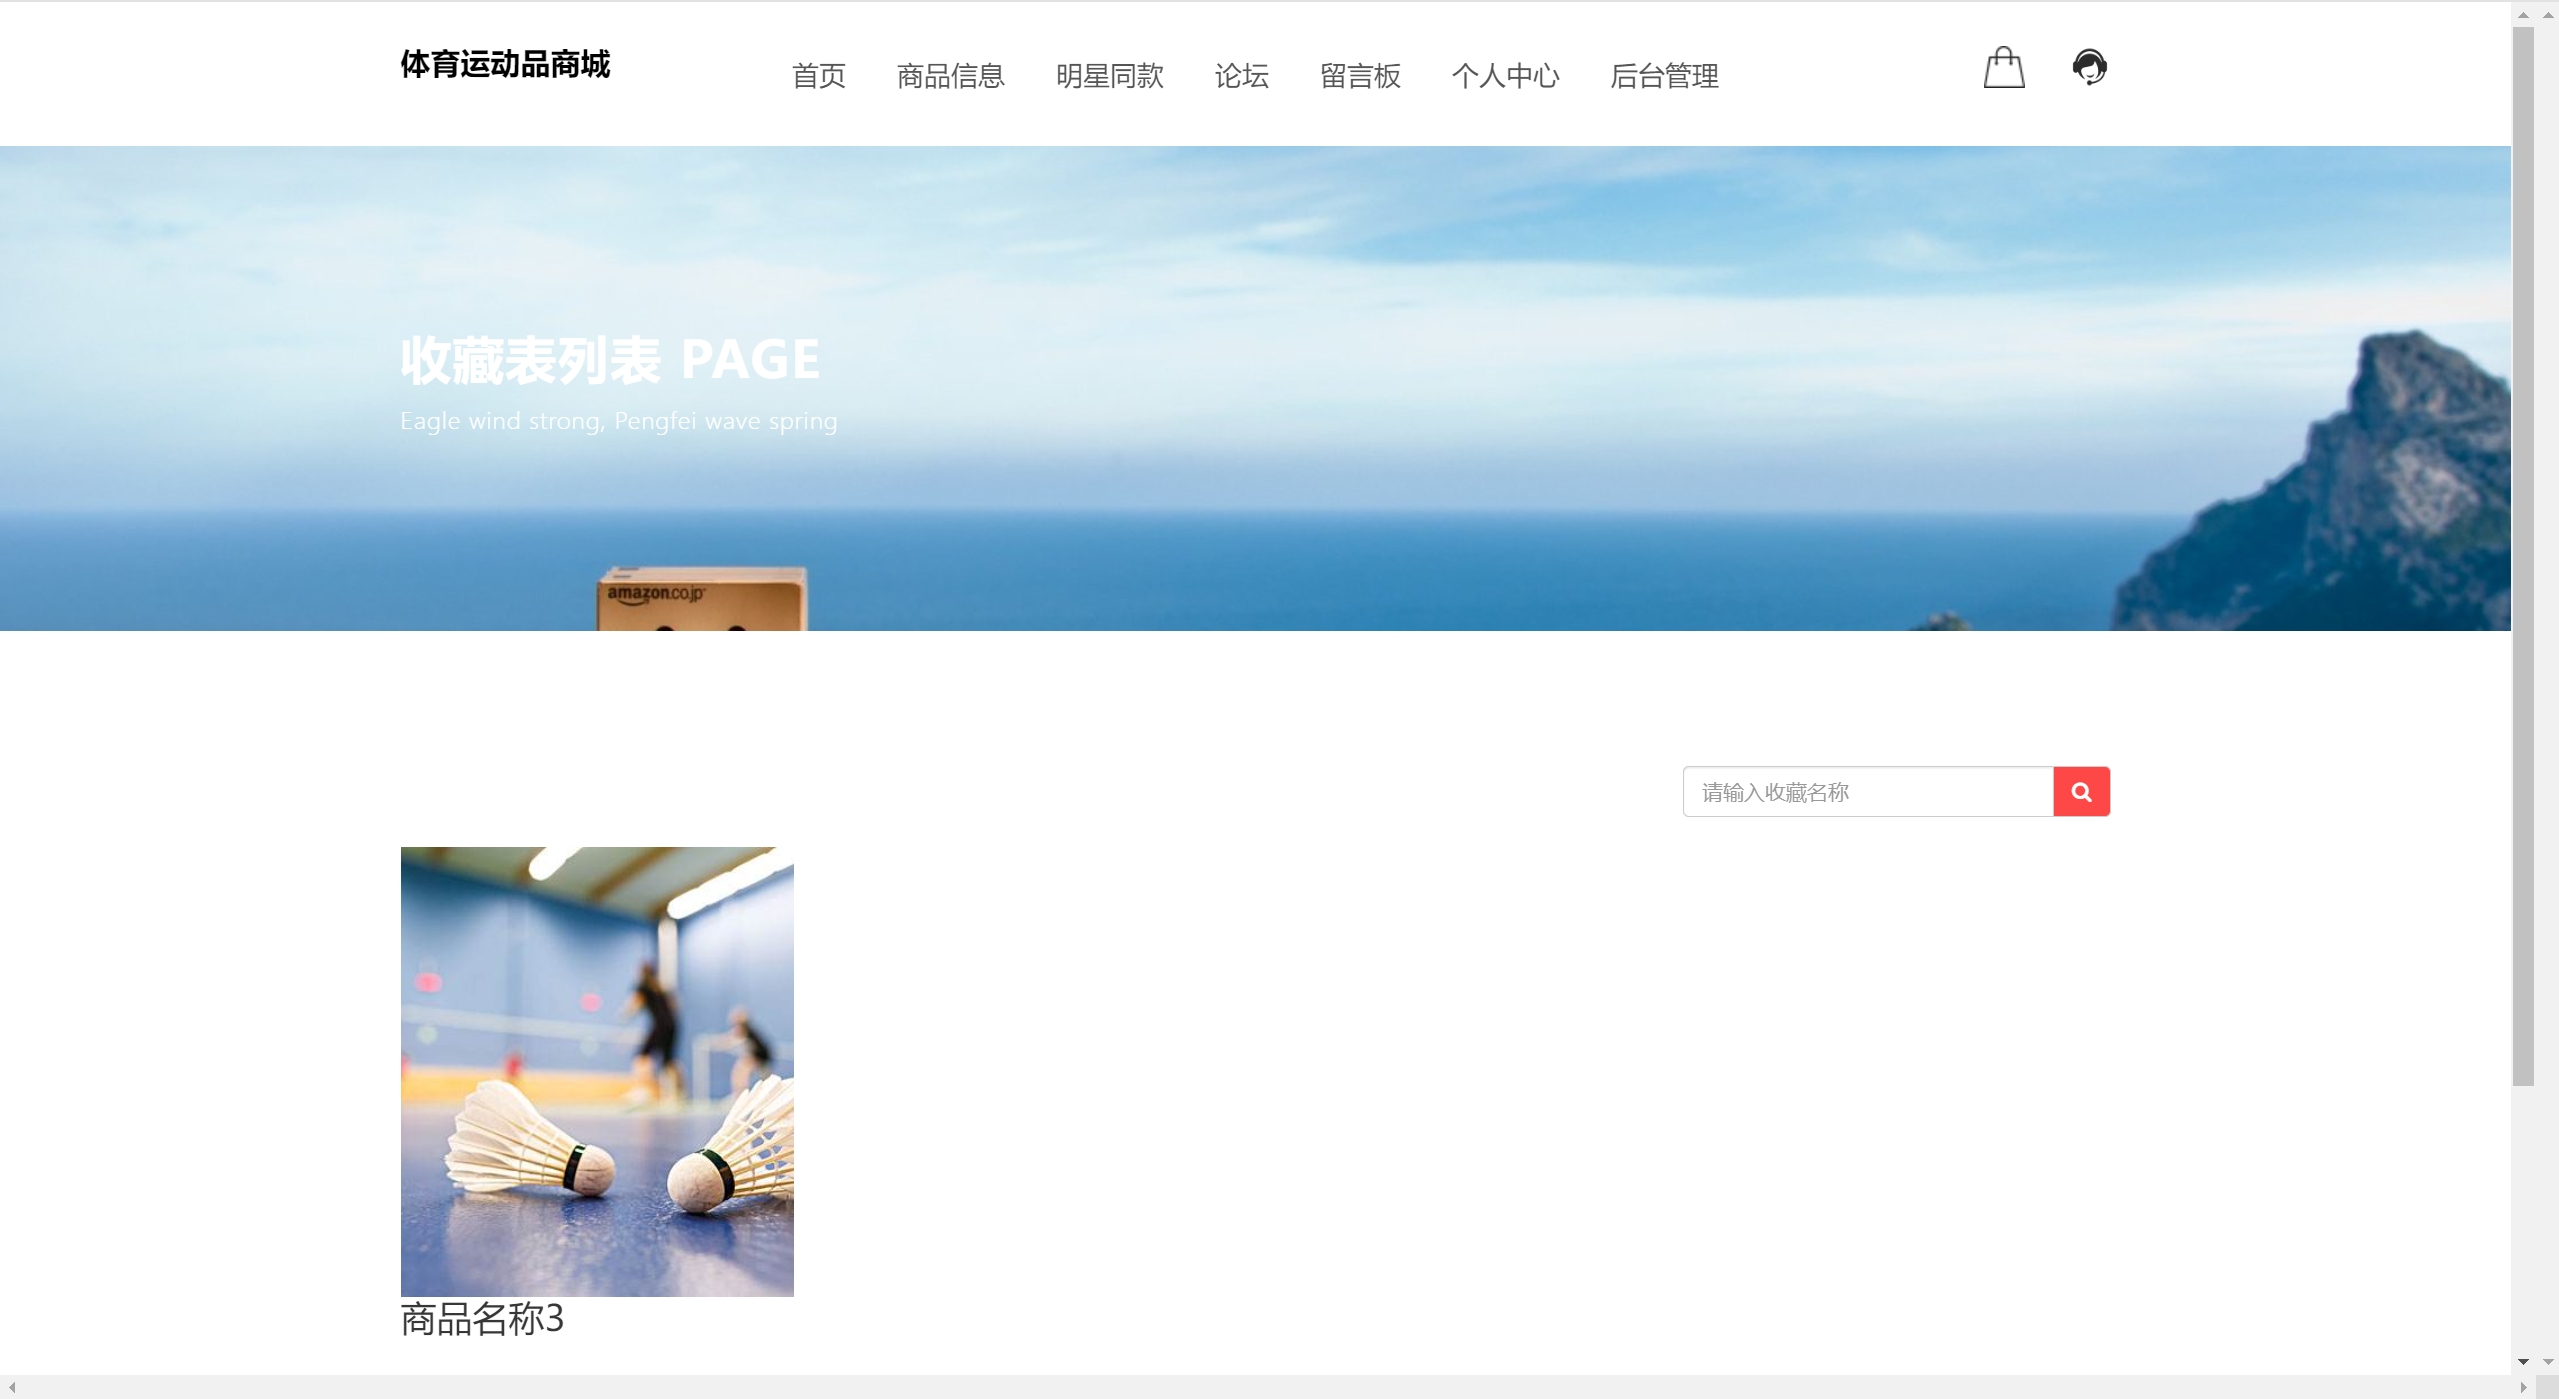 体育运动品商城
首页 商品信息 明星同款 论坛 留言板 个人中心 后台管理
收藏表列表 PAGE
Eagle wind strong, Pengfei wave spring
amazon.co.jp
请输入收藏名称
商品名称3